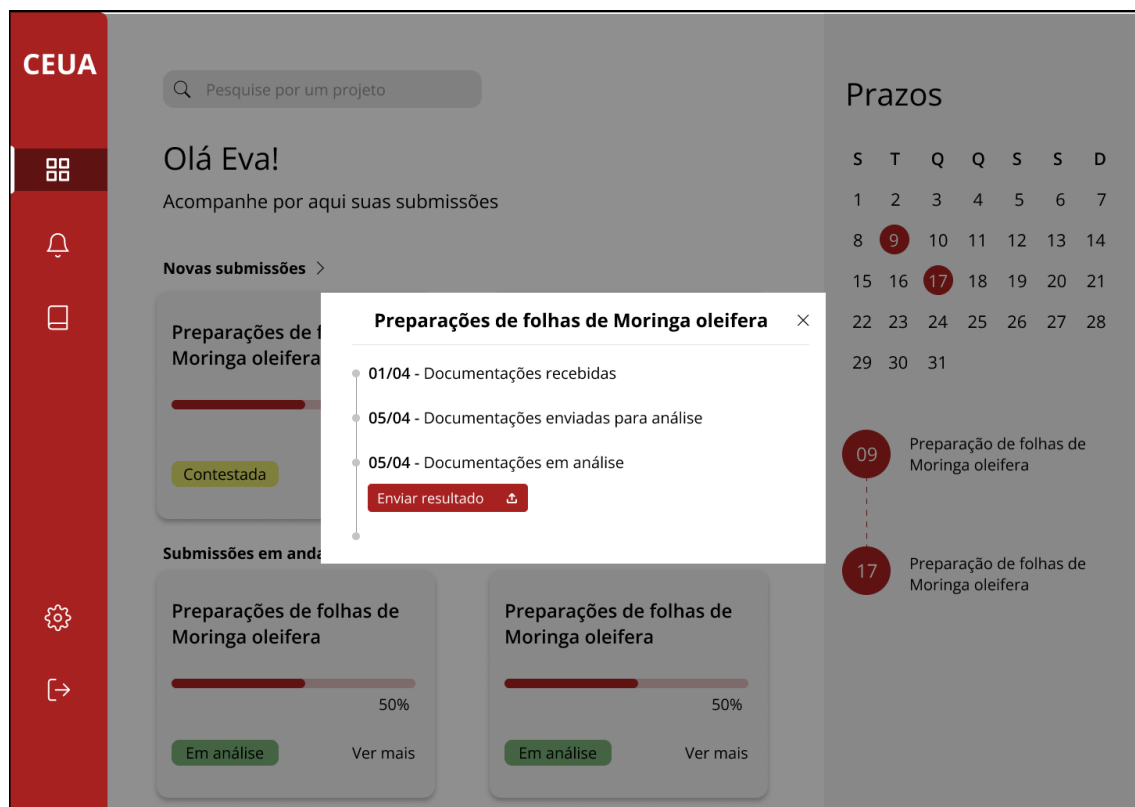 CEUA
Pesquise por um projeto
Olá Eva!
Acompanhe por aqui suas submissões
Novas submissões
Preparações de
Moringa oleifera
Contestada
Preparações de folhas de Moringa oleifera
01/04 - Documentações recebidas
05/04 - Documentações enviadas para análise
05/04 - Documentações em análise
Enviar resultado
Submissões em
Preparações de folhas de
Moringa oleifera
50%
Em análise Ver mais
Preparações de folhas de
Moringa oleifera
50%
Em análise Ver mais
Prazos
S T Q Q S S D
1 2 3 4 5 6 7
8 9 10 11 12 13 14
15 16 17 18 19 20 21
22 23 24 25 26 27 28
29 30 31
09 Preparação de folhas de
Moringa oleifera
17 Preparação de folhas de
Moringa oleifera